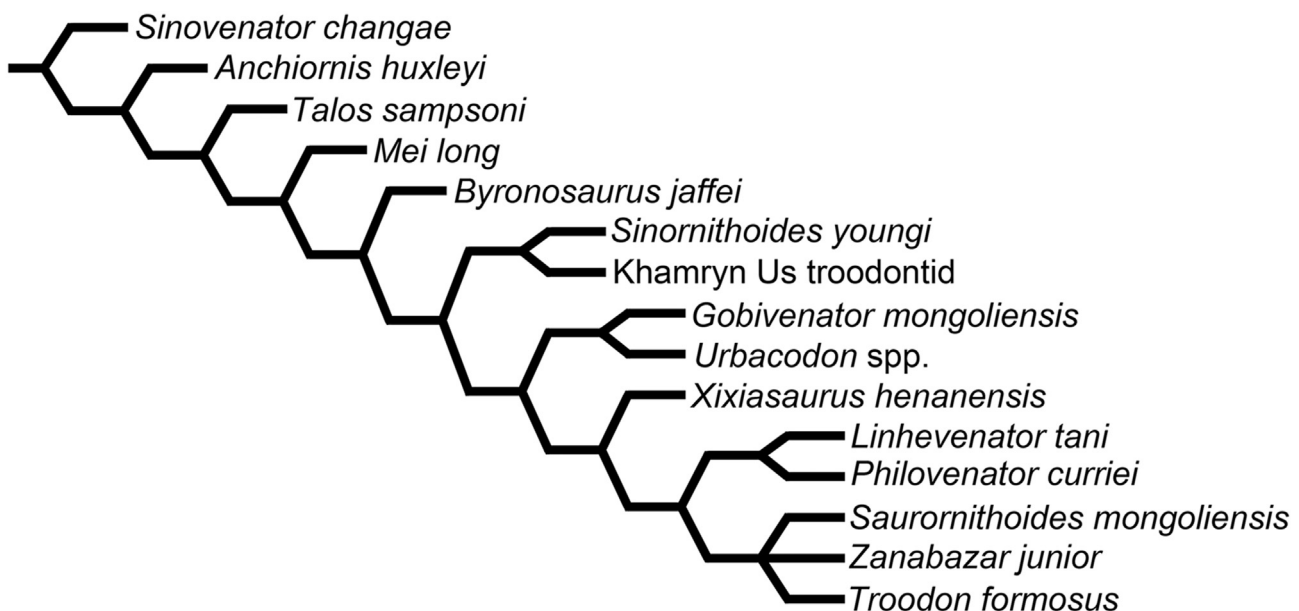 Sinovenator changae
Anchiornis huxleyi
Talos sampsoni
Mei long
Byronosaurus jaffei
Sinornithoides youngi
Khamryn Us troodontid
Gobivenator mongoliensis
Urbacodon spp.
Xixiasaurus henanensis
Linhevenator tani
Philovenator curriei
Saurornithoides mongoliensis
Zanabazar junior
Troodon formosus